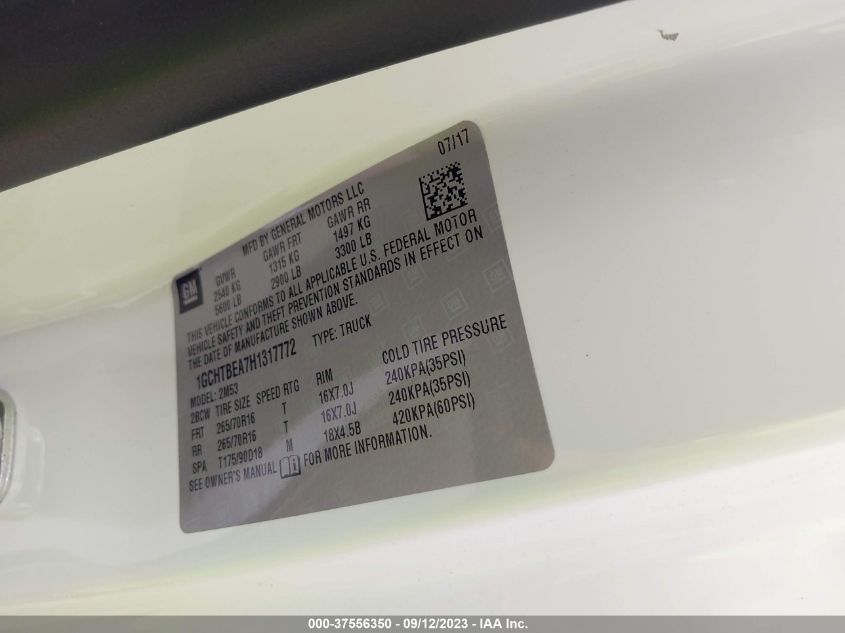 07/17
MFD BY GENERAL MOTORS LLC
GVWR GAWR FRT GAWR RR
2540 KG 1315 KG 1497 KG
5600 LB 2900 LB 3300 LB
GM
THIS VEHICLE CONFORMS TO ALL APPLICABLE U.S. FEDERAL MOTOR
VEHICLE SAFETY AND THEFT PREVENTION STANDARDS IN EFFECT ON
THE DATE OF MANUFACTURE SHOWN ABOVE.
1GCHTBEA7H1317772 TYPE: TRUCK
MODEL: 2M53
2BCW TIRE SIZE SPEED RTG RIM COLD TIRE PRESSURE
FRT 265/70R16 T 16X7.0J 240KPA(35PSI)
RR 265/70R16 T 16X7.0J 240KPA(35PSI)
SPA T175/90D18 M 18X4.5B 420KPA(60PSI)
SEE OWNER'S MANUAL FOR MORE INFORMATION.
000-37556350 - 09/12/2023 - IAA Inc.